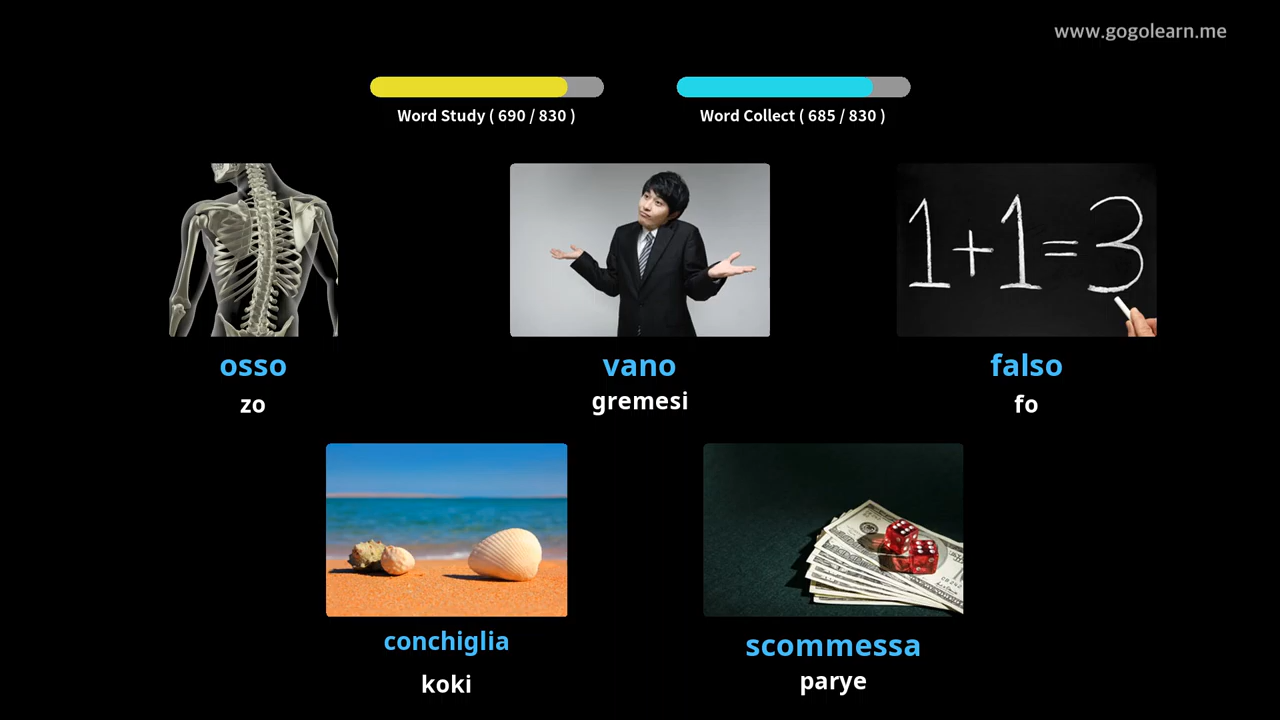 www.gogolearn.me
Word Study ( 690 / 830 )
Word Collect ( 685 / 830 )
1+1=3
osso
zo
vano
gremesi
falso
fo
conchiglia
koki
scommessa
parye